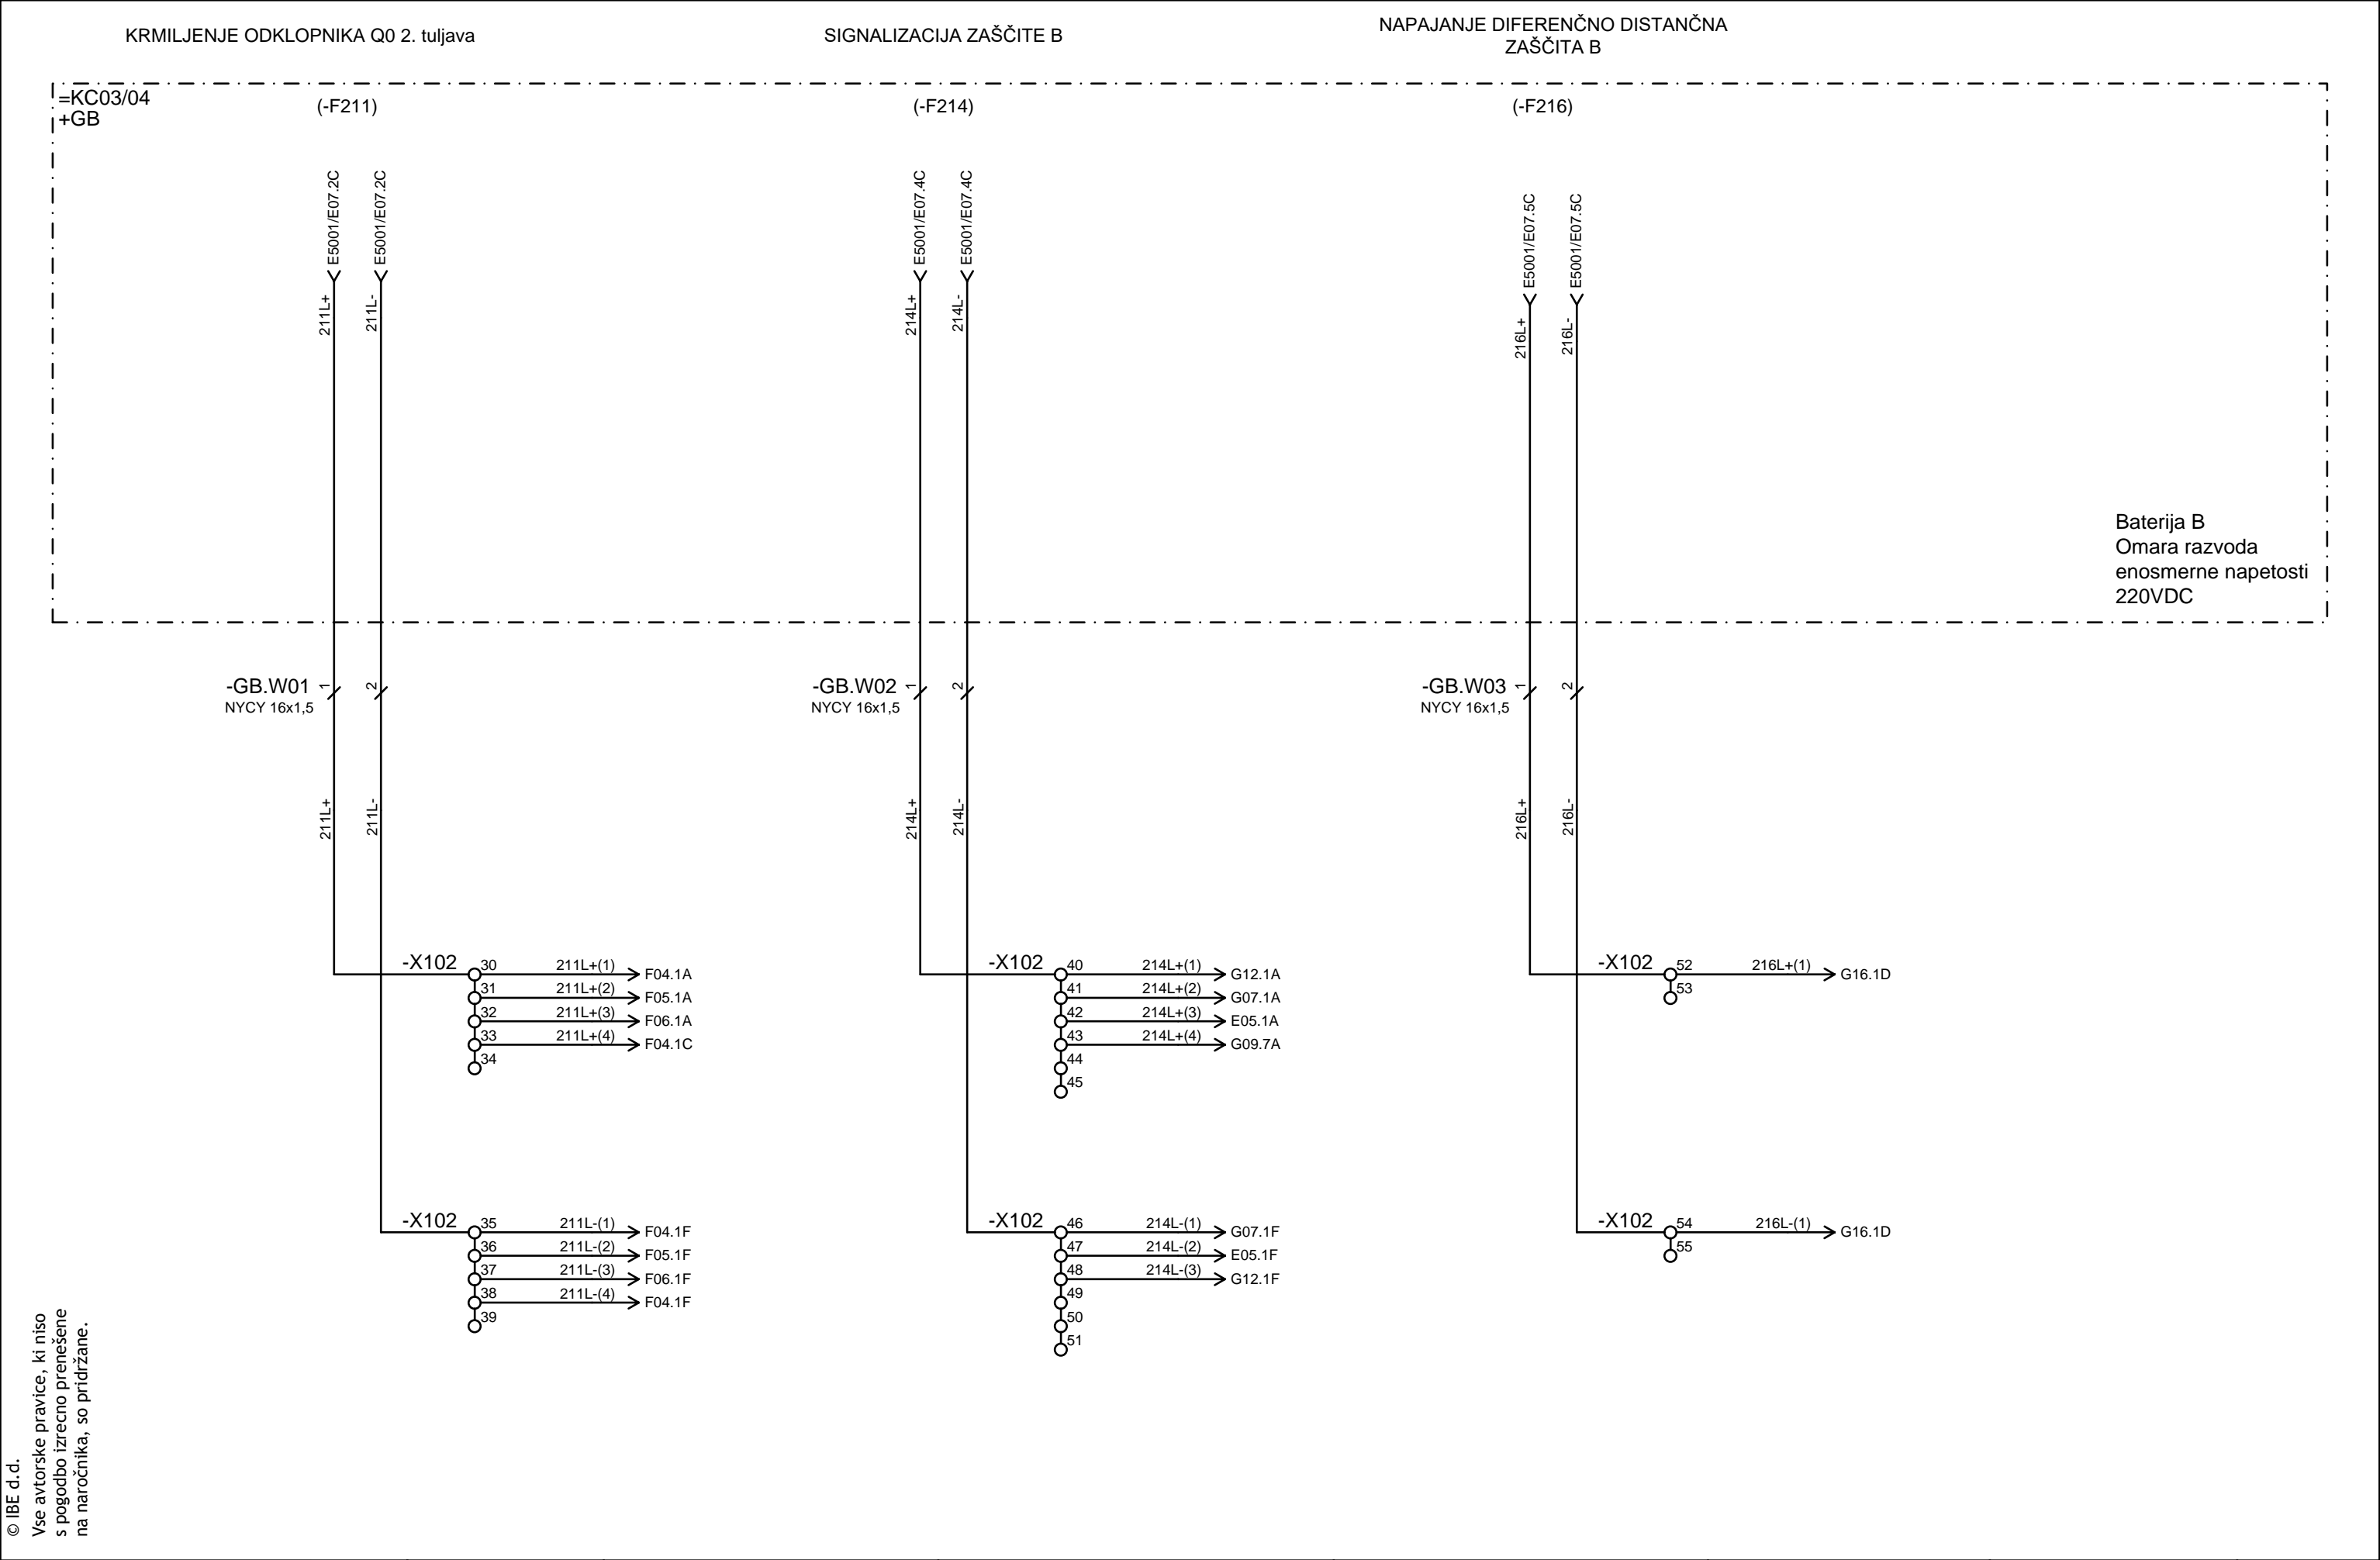 KRMILJENJE ODKLOPNIKA Q0 2. tuljava
SIGNALIZACIJA ZAŠČITE B
NAPAJANJE DIFERENČNO DISTANČNA
ZAŠČITA B
=KC03/04
+GB
(-F211)
(-F214)
(-F216)
E5001/E07.2C
E5001/E07.2C
E5001/E07.4C
E5001/E07.4C
E5001/E07.5C
E5001/E07.5C
211L+
211L-
214L+
214L-
216L+
216L-
Baterija B
Omara razvoda
enosmerne napetosti
220VDC
-GB.W01
1
2
NYCY 16x1,5
-GB.W02
1
2
NYCY 16x1,5
-GB.W03
1
2
NYCY 16x1,5
211L+
211L-
214L+
214L-
216L+
216L-
-X102
30 211L+(1) F04.1A
31 211L+(2) F05.1A
32 211L+(3) F06.1A
33 211L+(4) F04.1C
34
-X102
40 214L+(1) G12.1A
41 214L+(2) G07.1A
42 214L+(3) E05.1A
43 214L+(4) G09.7A
44
45
-X102
52 216L+(1) G16.1D
53
-X102
35 211L-(1) F04.1F
36 211L-(2) F05.1F
37 211L-(3) F06.1F
38 211L-(4) F04.1F
39
-X102
46 214L-(1) G07.1F
47 214L-(2) E05.1F
48 214L-(3) G12.1F
49
50
51
-X102
54 216L-(1) G16.1D
55
© IBE d.d.
Vse avtorske pravice, ki niso
s pogodbo izrecno prenešene
na naročnika, so pridržane.